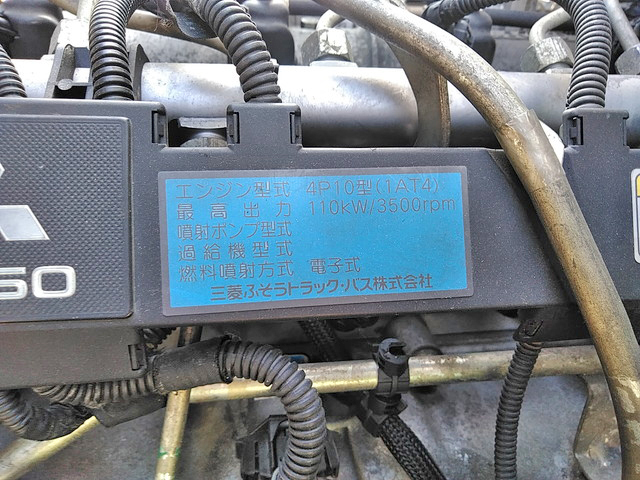 エンジン型式 4P10型(1AT4)
最高出力 110kW/3500rpm
噴射ポンプ型式
過給機型式
燃料噴射方式 電子式
三菱ふそうトラック・バス株式会社
50